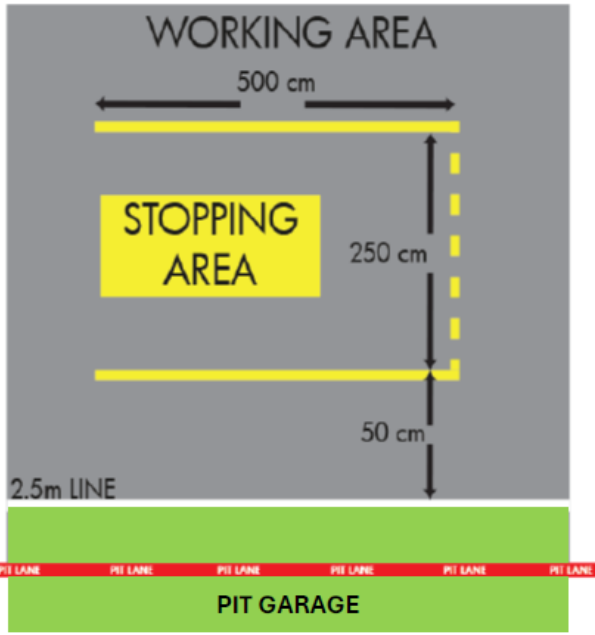 WORKING AREA
500 cm
STOPPING
AREA
250 cm
50 cm
2.5m LINE
PIT LANE PIT LANE PIT LANE PIT LANE PIT LANE PIT LANE
PIT GARAGE